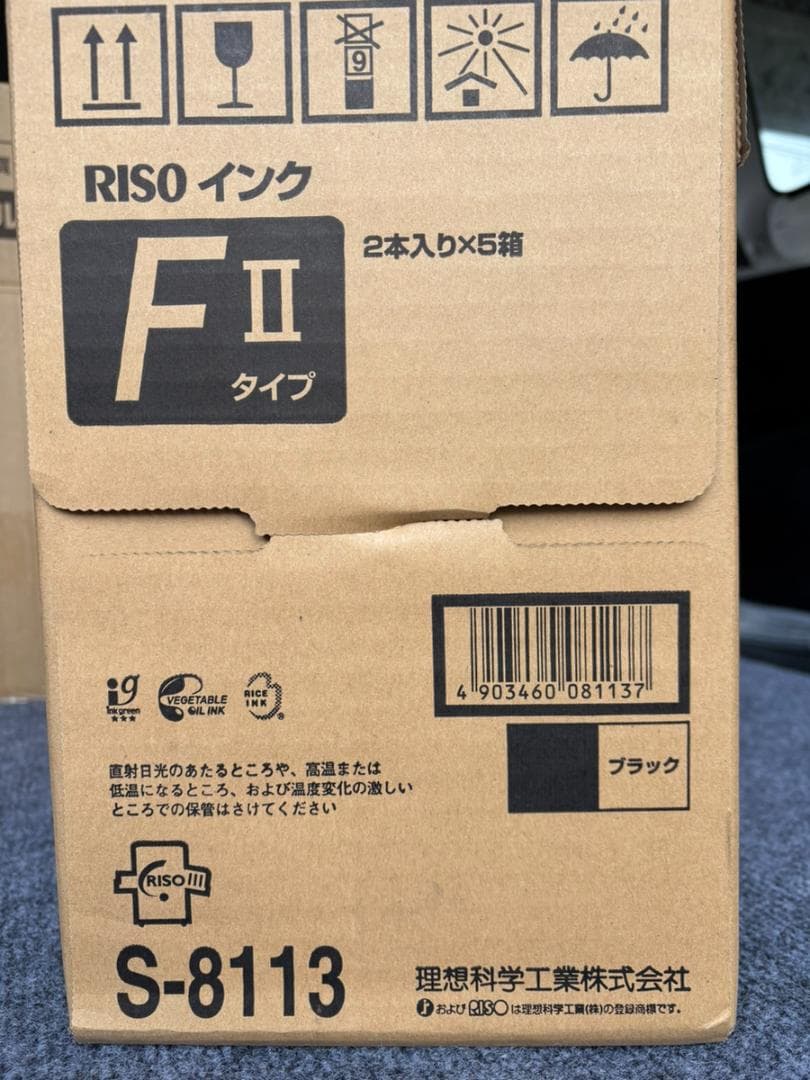 9
RISO インク
F II
タイプ
2本入り×5箱
4 903460 081137
ig
ink green
★★★
VEGETABLE
OIL INK
RICE
INK
®
ブラック
直射日光のあたるところや、高温または
低温になるところ、および温度変化の激しい
ところでの保管はさけてください
RISO
S-8113
理想科学工業株式会社
および RISO は理想科学工業(株)の登録商標です。